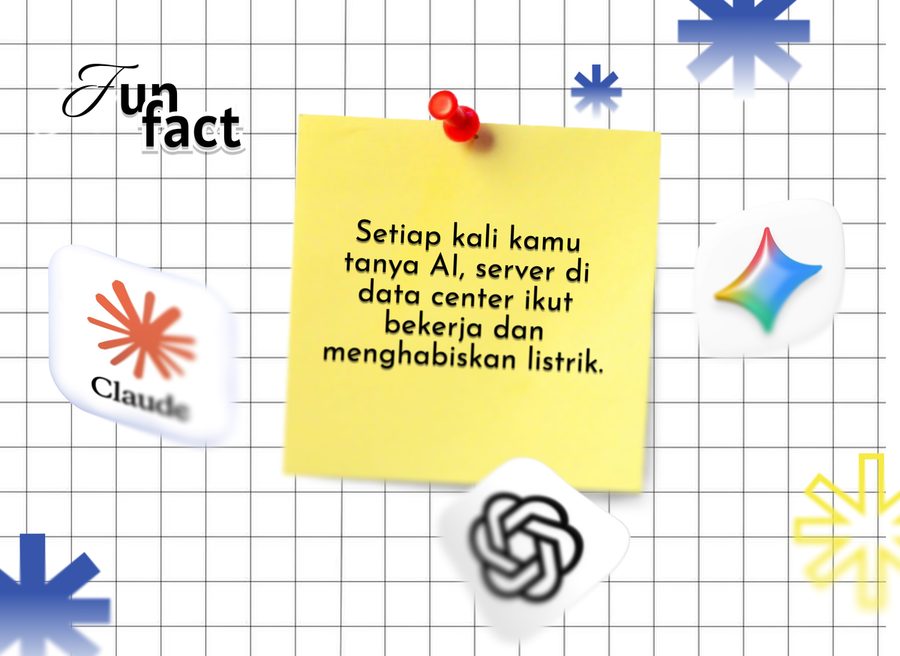 Fun
fact
Setiap kali kamu
tanya AI, server di
data center ikut
bekerja dan
menghabiskan listrik.
Claude